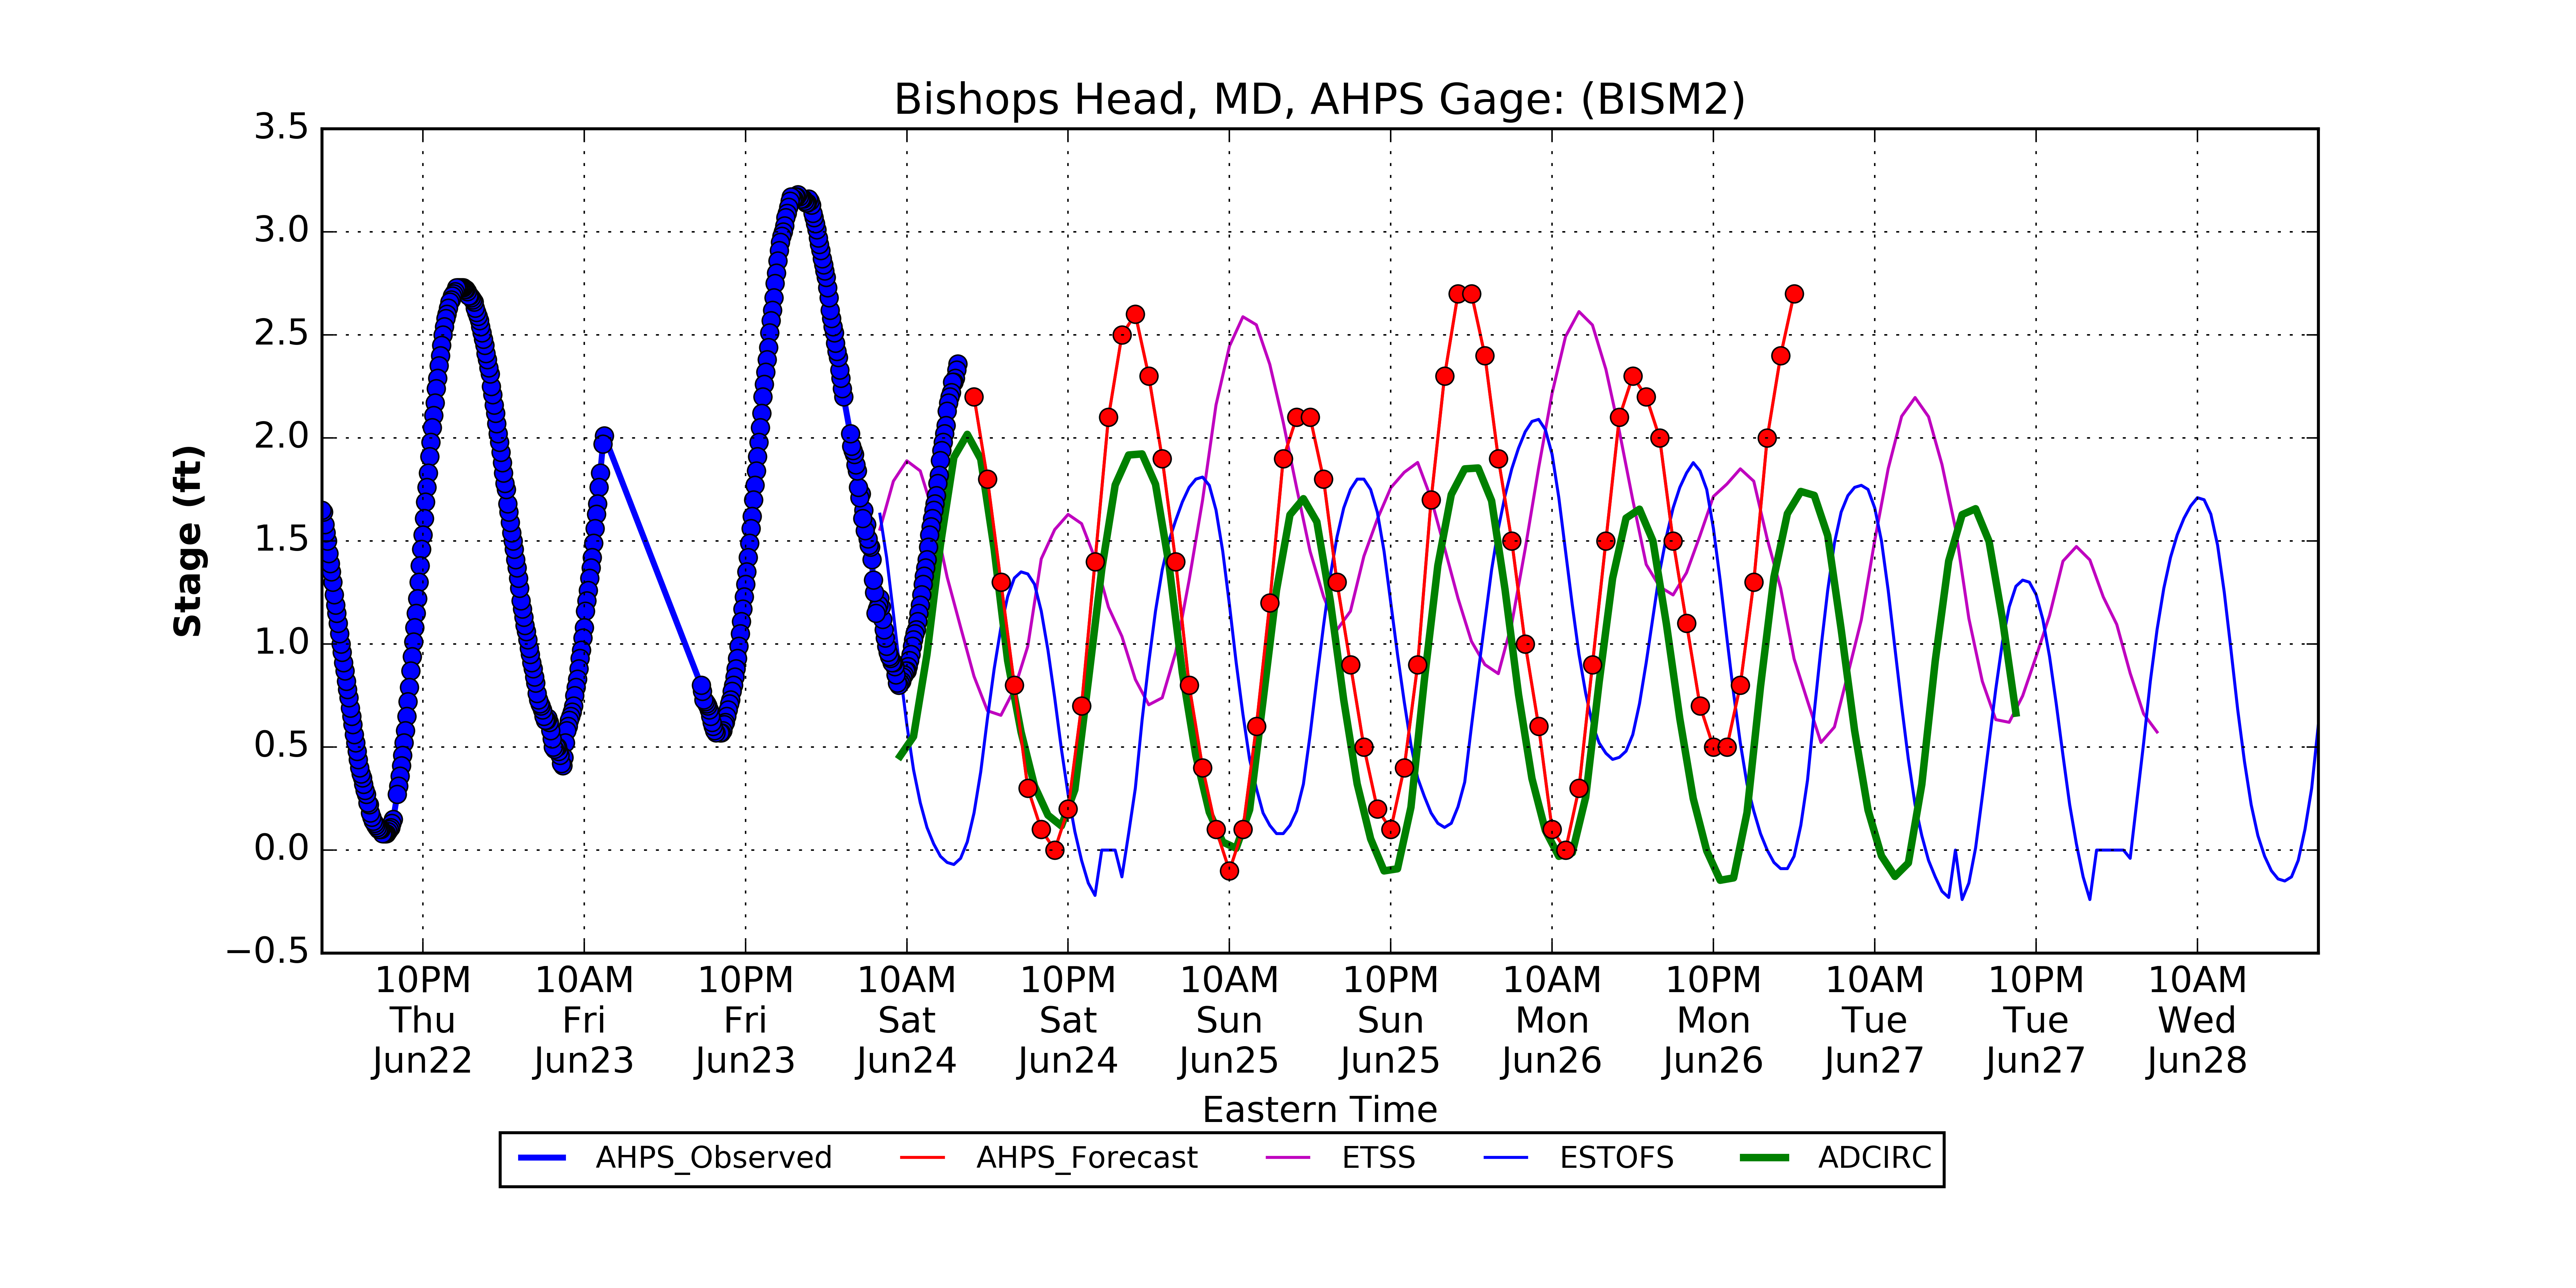 Bishops Head, MD, AHPS Gage: (BISM2)
3.5
3.0
2.5
2.0
1.5
1.0
0.5
0.0
−0.5
Stage (ft)
10PM 10AM 10PM 10AM 10PM 10AM 10PM 10AM 10PM 10AM 10PM 10AM
Thu Fri Fri Sat Sat Sun Sun Mon Mon Tue Tue Wed
Jun22 Jun23 Jun23 Jun24 Jun24 Jun25 Jun25 Jun26 Jun26 Jun27 Jun27 Jun28
Eastern Time
AHPS_Observed AHPS_Forecast ETSS ESTOFS ADCIRC